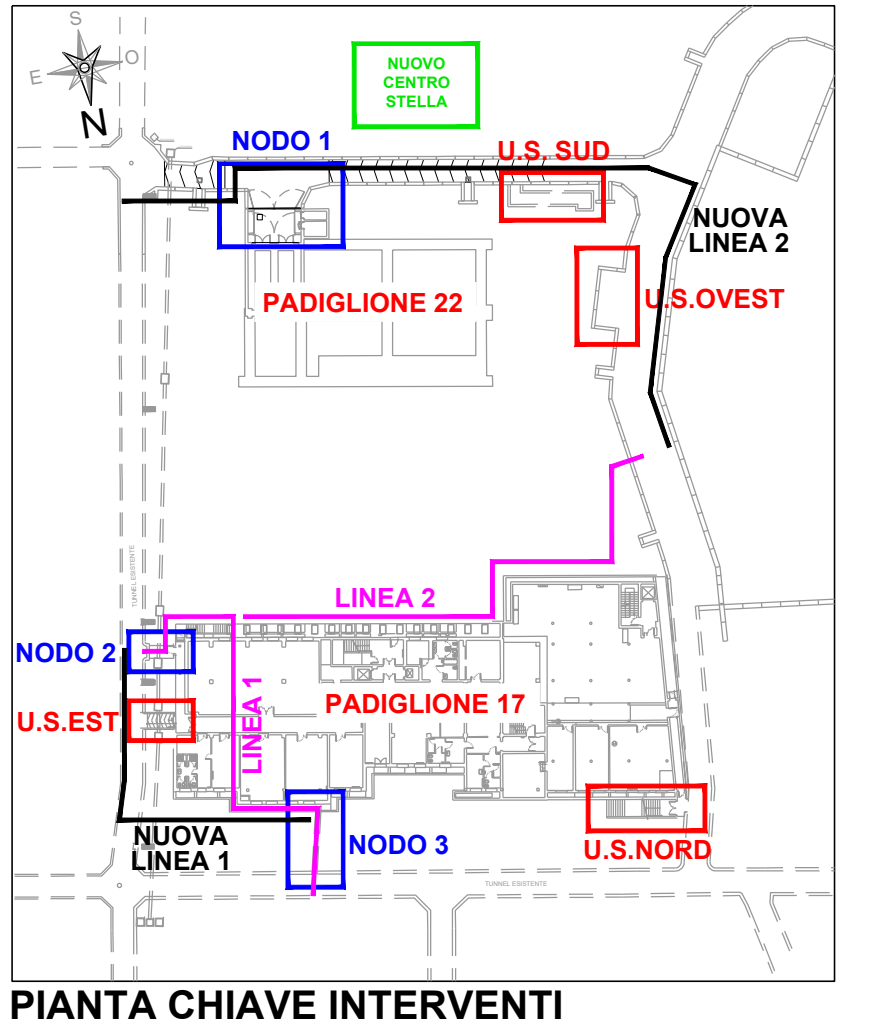 S
O
E
N
NUOVO
CENTRO
STELLA
NODO 1
U.S. SUD
NUOVA
LINEA 2
PADIGLIONE 22
U.S.OVEST
TUNNEL ESISTENTE
LINEA 2
NODO 2
LINEA 1
PADIGLIONE 17
U.S.EST
NUOVA
LINEA 1
NODO 3
U.S.NORD
TUNNEL ESISTENTE
PIANTA CHIAVE INTERVENTI